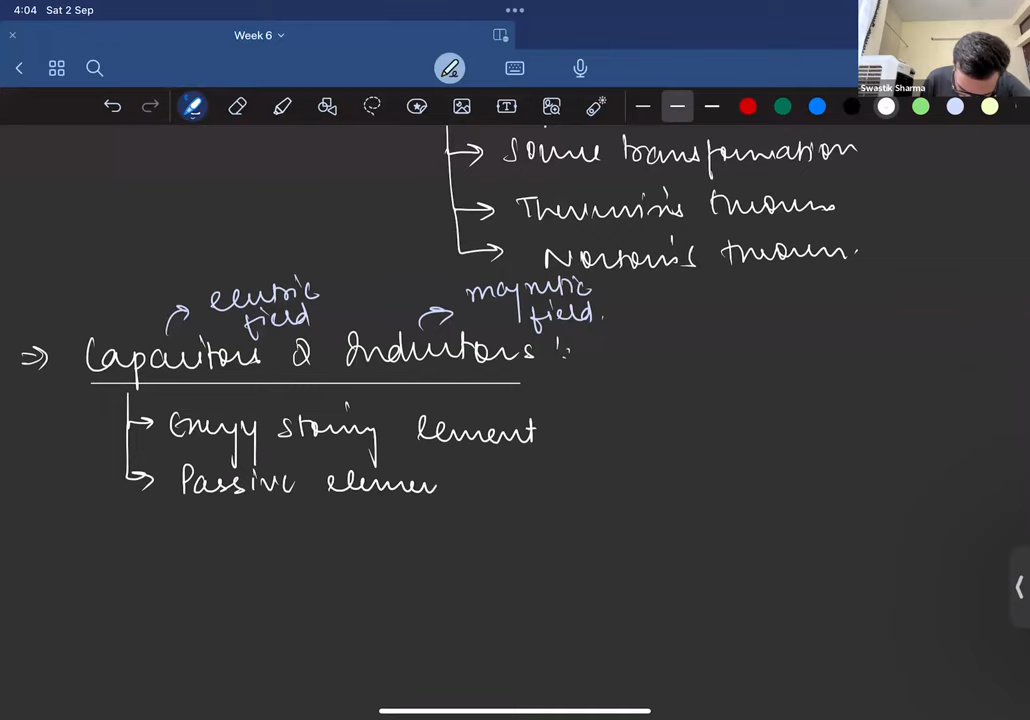 4:04 Sat 2 Sep
Week 6
Swastik Sharma
Source transformation
Thevenin's theorem
Norton's theorem.
electric field
magnetic field.
⇒ Capacitors & Inductors :
→ Energy storing element
→ Passive elemen